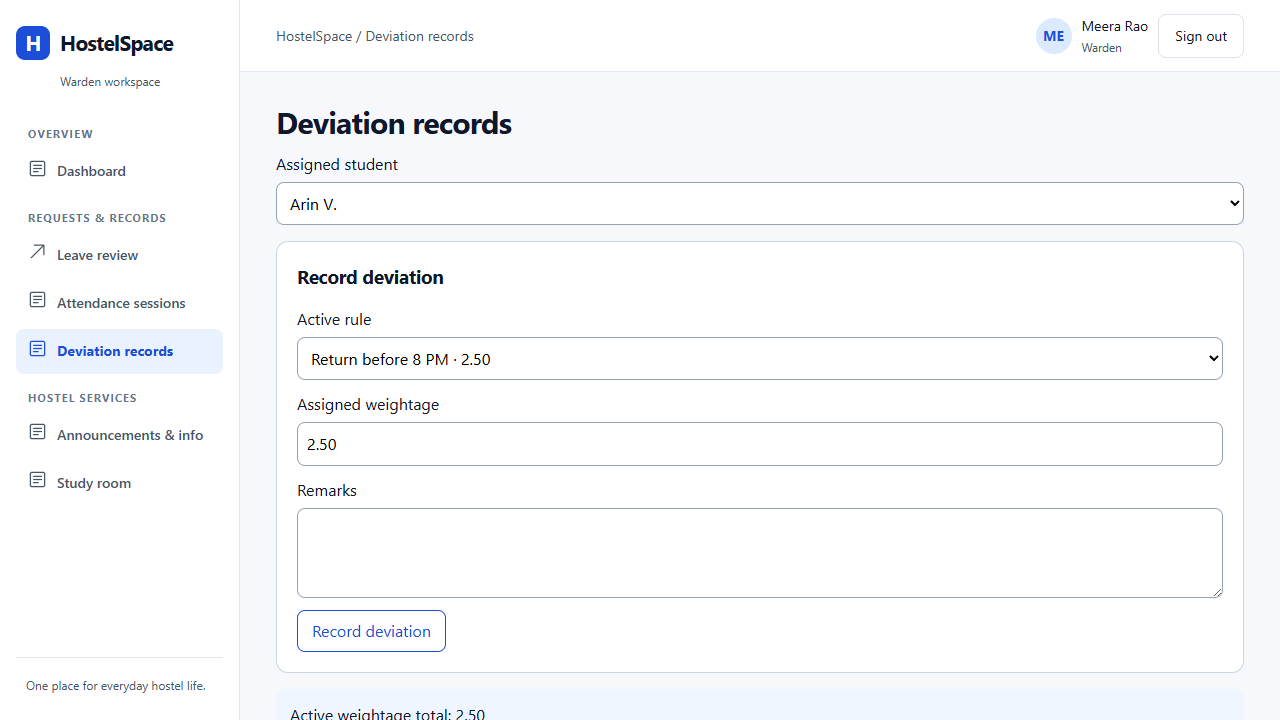 H HostelSpace
Warden workspace
OVERVIEW
Dashboard
REQUESTS & RECORDS
Leave review
Attendance sessions
Deviation records
HOSTEL SERVICES
Announcements & info
Study room
One place for everyday hostel life.
HostelSpace / Deviation records
ME
Meera Rao
Warden
Sign out
Deviation records
Assigned student
Arin V.
Record deviation
Active rule
Return before 8 PM · 2.50
Assigned weightage
2.50
Remarks
Record deviation
Active weightage total: 2.50